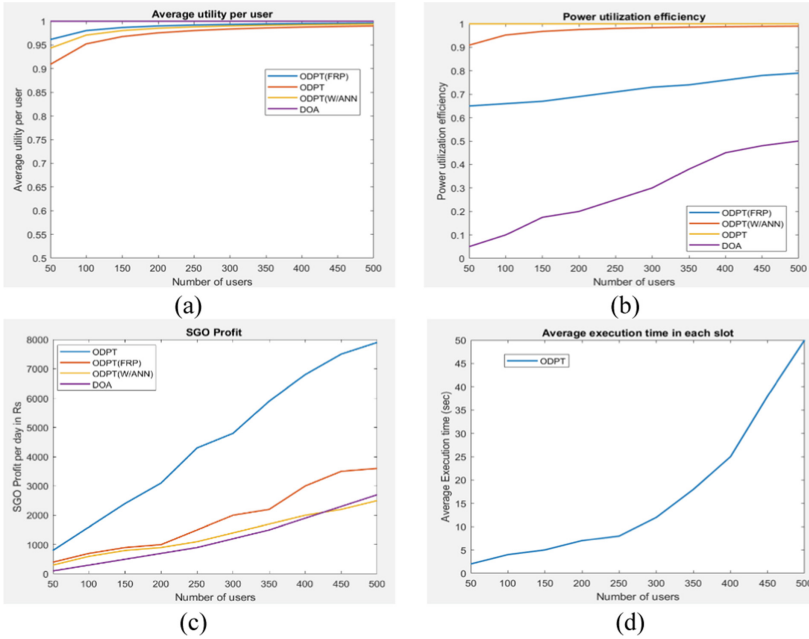 Average utility per user
Average utility per user
1
0.95
0.9
0.85
0.8
0.75
0.7
0.65
0.6
0.55
0.5
ODPT(FRP)
ODPT
ODPT(W/ANN
DOA
50 100 150 200 250 300 350 400 450 500
Number of users
(a)
Power utilization efficiency
Power utilization efficiency
1
0.9
0.8
0.7
0.6
0.5
0.4
0.3
0.2
0.1
0
ODPT(FRP)
ODPT(W/ANN)
ODPT
DOA
50 100 150 200 250 300 350 400 450 500
Number of users
(b)
SGO Profit
SGO Profit per day in Rs
8000
7000
6000
5000
4000
3000
2000
1000
0
ODPT
ODPT(FRP)
ODPT(W/ANN)
DOA
50 100 150 200 250 300 350 400 450 500
Number of users
(c)
Average execution time in each slot
Average Execution time (sec)
50
45
40
35
30
25
20
15
10
5
0
ODPT
50 100 150 200 250 300 350 400 450 500
Number of users
(d)